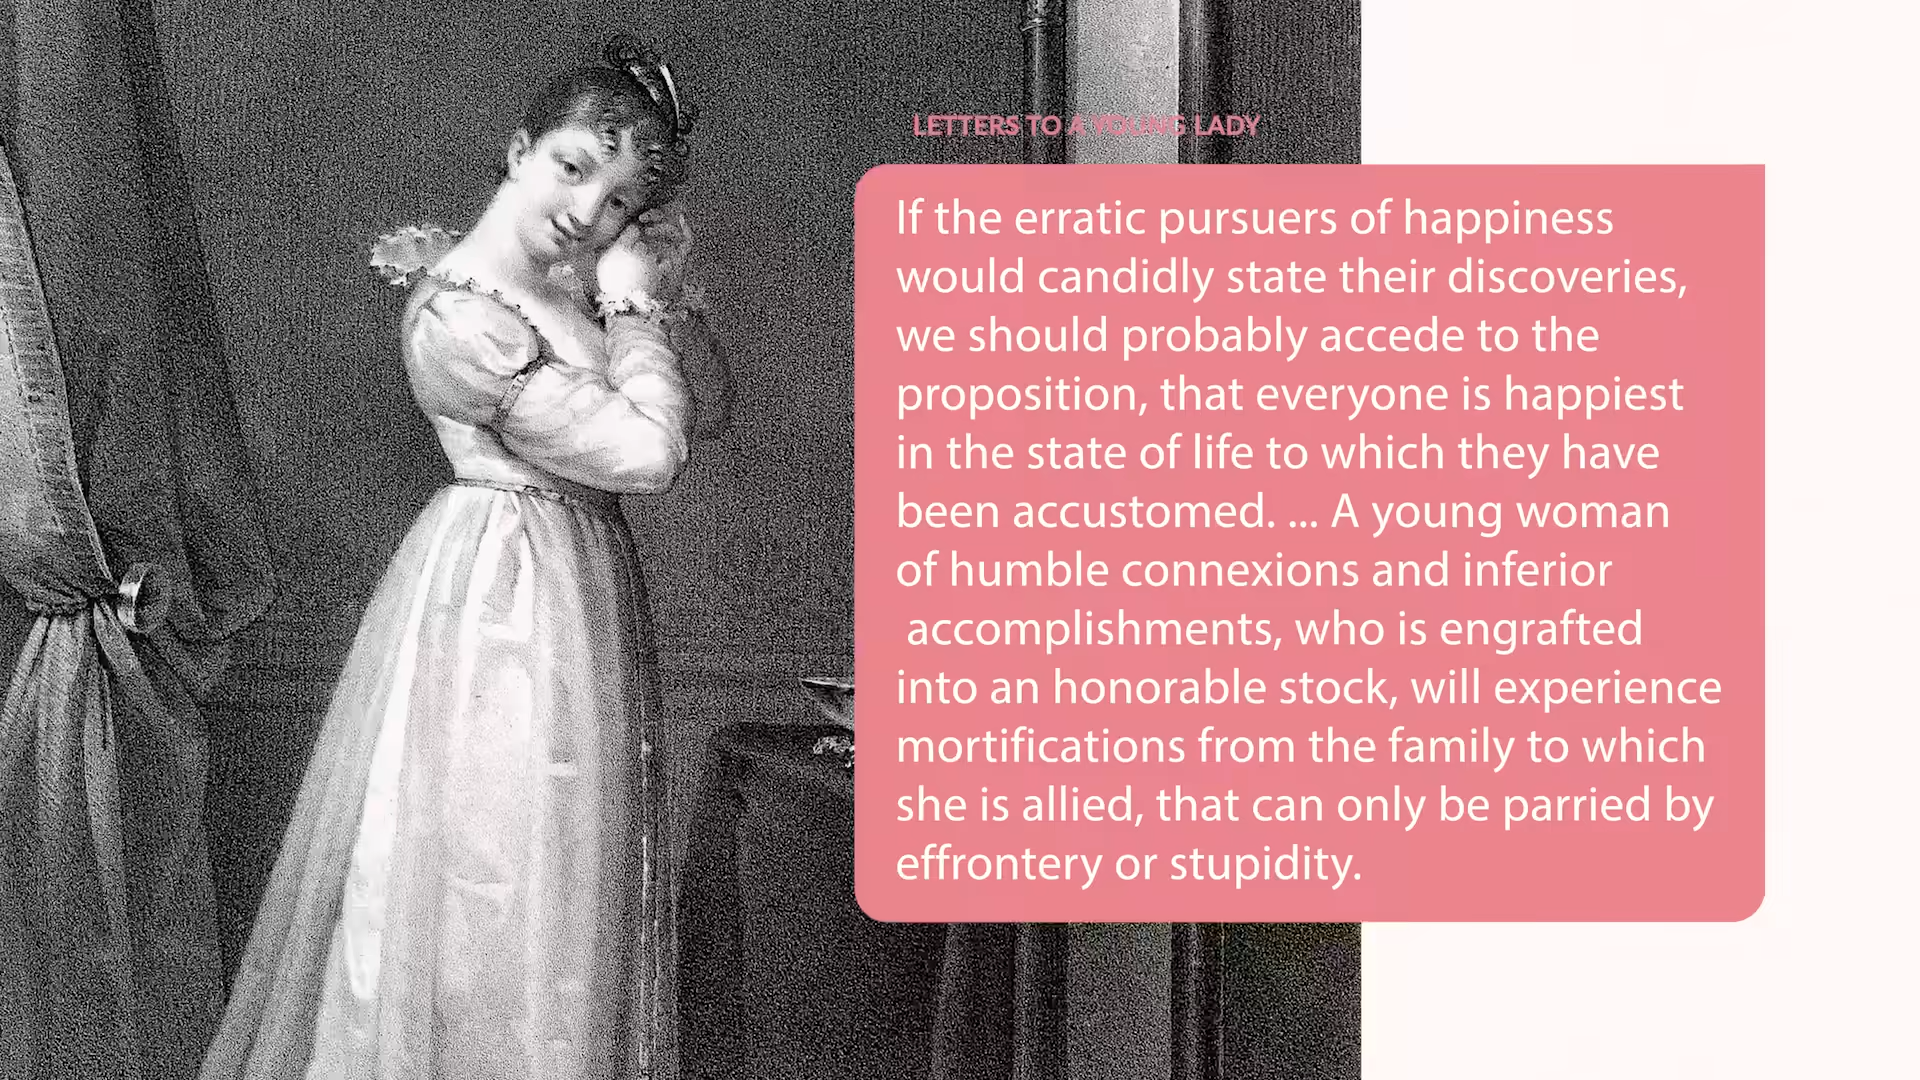 LETTERS TO A YOUNG LADY
If the erratic pursuers of happiness
would candidly state their discoveries,
we should probably accede to the
proposition, that everyone is happiest
in the state of life to which they have
been accustomed. ... A young woman
of humble connexions and inferior
accomplishments, who is engrafted
into an honorable stock, will experience
mortifications from the family to which
she is allied, that can only be parried by
effrontery or stupidity.